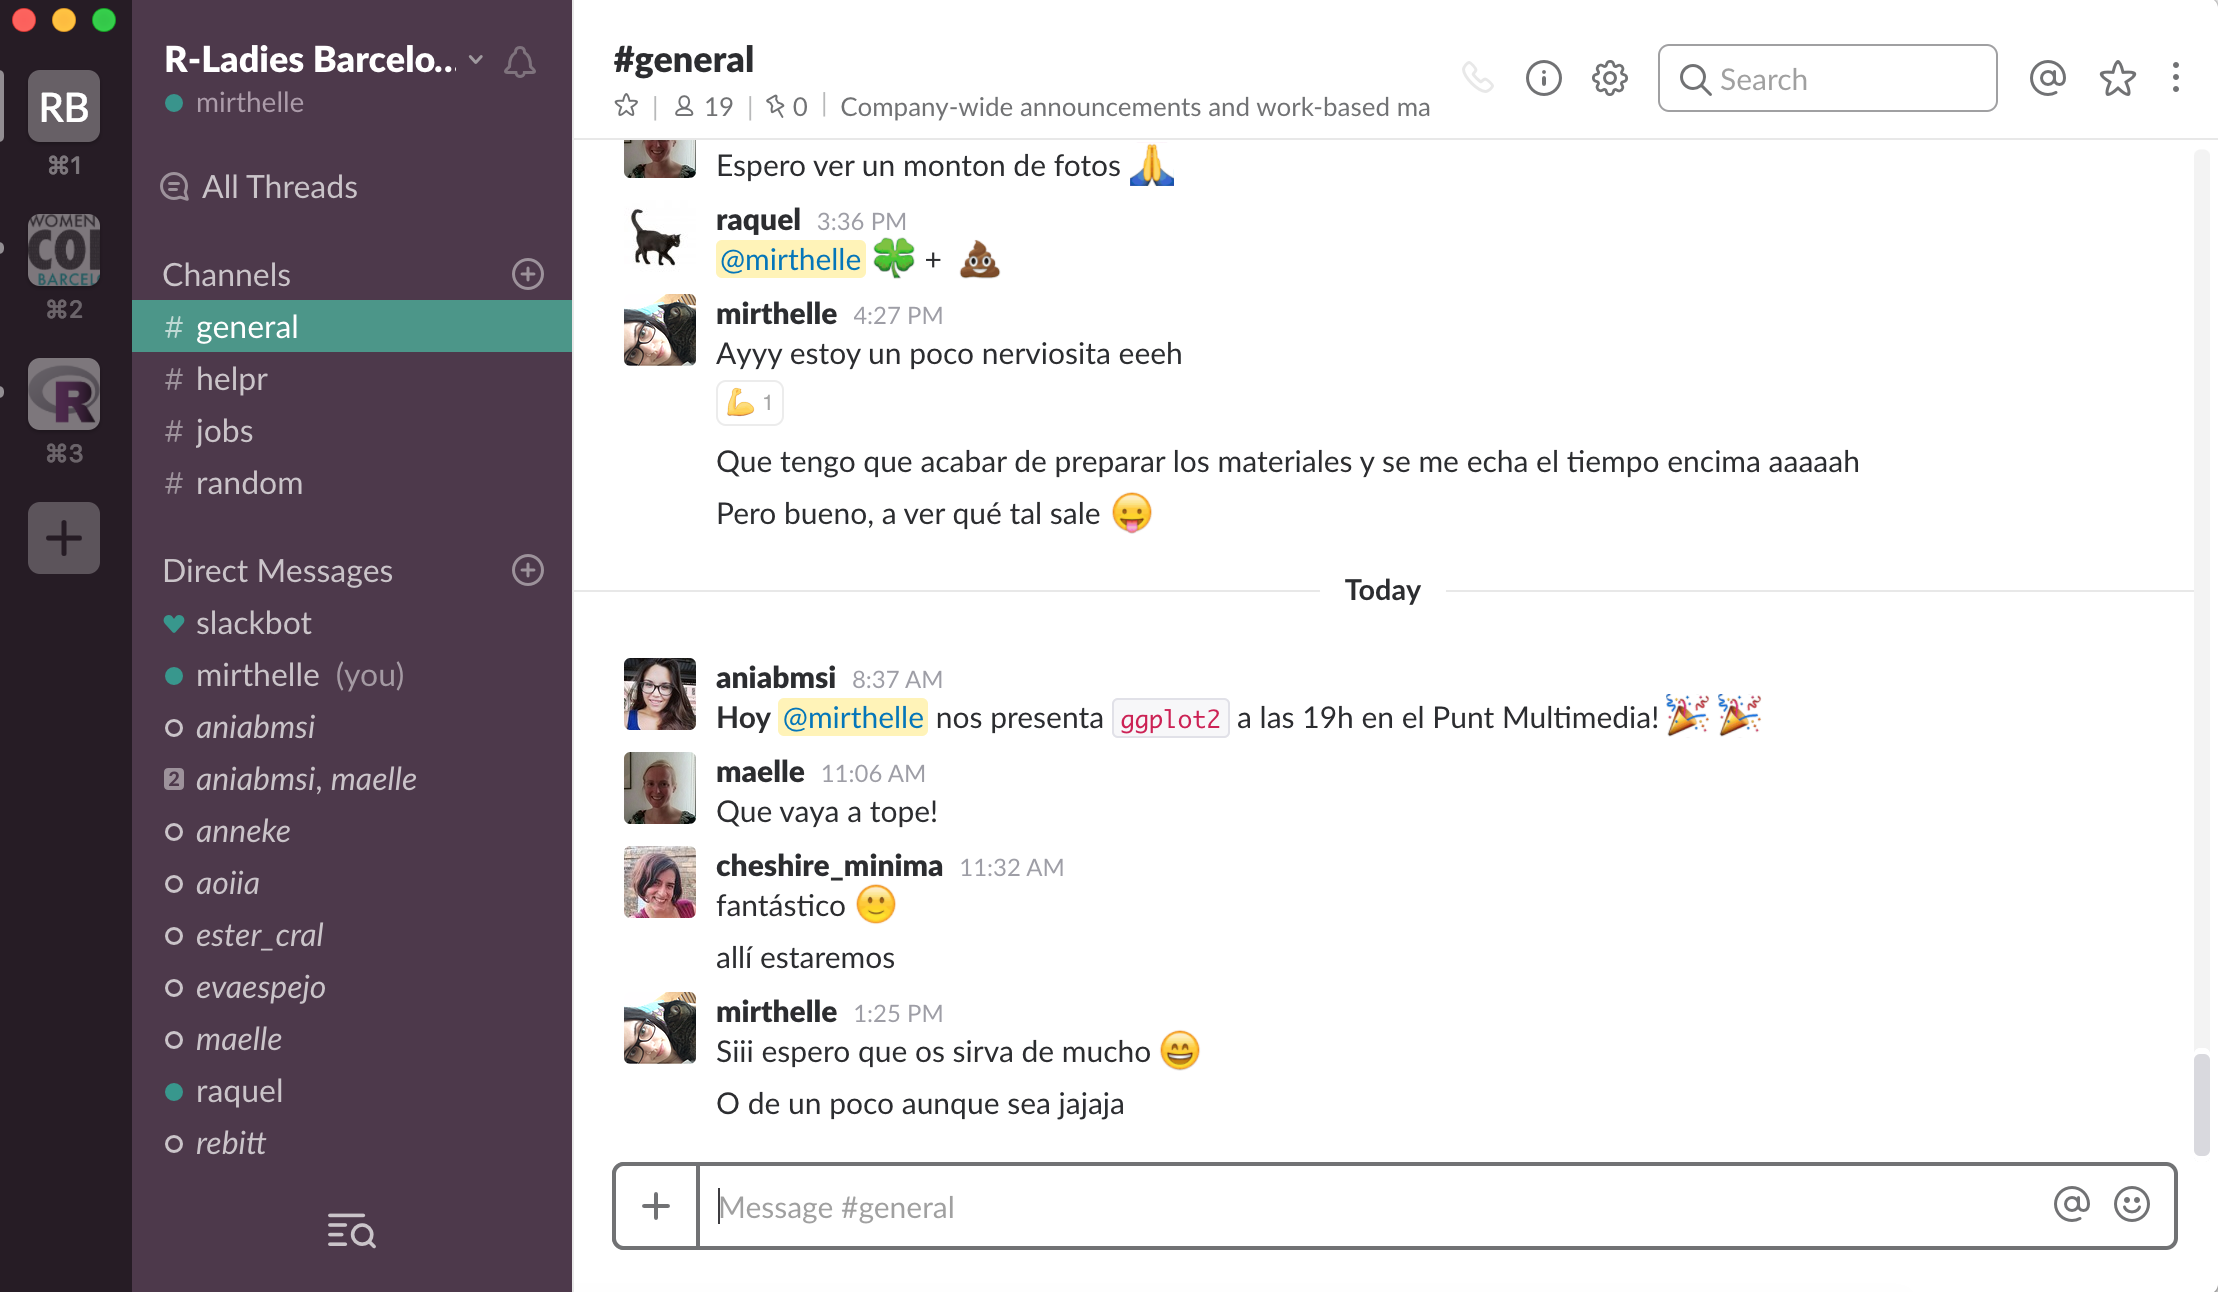 RB
⌘1
WOMEN
BARCEL
⌘2
R
⌘3
R-Ladies Barcelo...
mirthelle
All Threads
Channels
# general
# helpr
# jobs
# random
Direct Messages
slackbot
mirthelle (you)
aniabmsi
2 aniabmsi, maelle
anneke
aoiia
ester_cral
evaespejo
maelle
raquel
rebitt
#general
19 | 0 | Company-wide announcements and work-based ma
Search
Espero ver un monton de fotos 🙏
raquel 3:36 PM
@mirthelle 🍀 + 💩
mirthelle 4:27 PM
Ayyy estoy un poco nerviosita eeeh
💪 1
Que tengo que acabar de preparar los materiales y se me echa el tiempo encima aaaaah
Pero bueno, a ver qué tal sale 😛
Today
aniabmsi 8:37 AM
Hoy @mirthelle nos presenta ggplot2 a las 19h en el Punt Multimedia! 🎉 🎉
maelle 11:06 AM
Que vaya a tope!
cheshire_minima 11:32 AM
fantástico 🙂
allí estaremos
mirthelle 1:25 PM
Siii espero que os sirva de mucho 😄
O de un poco aunque sea jajaja
Message #general